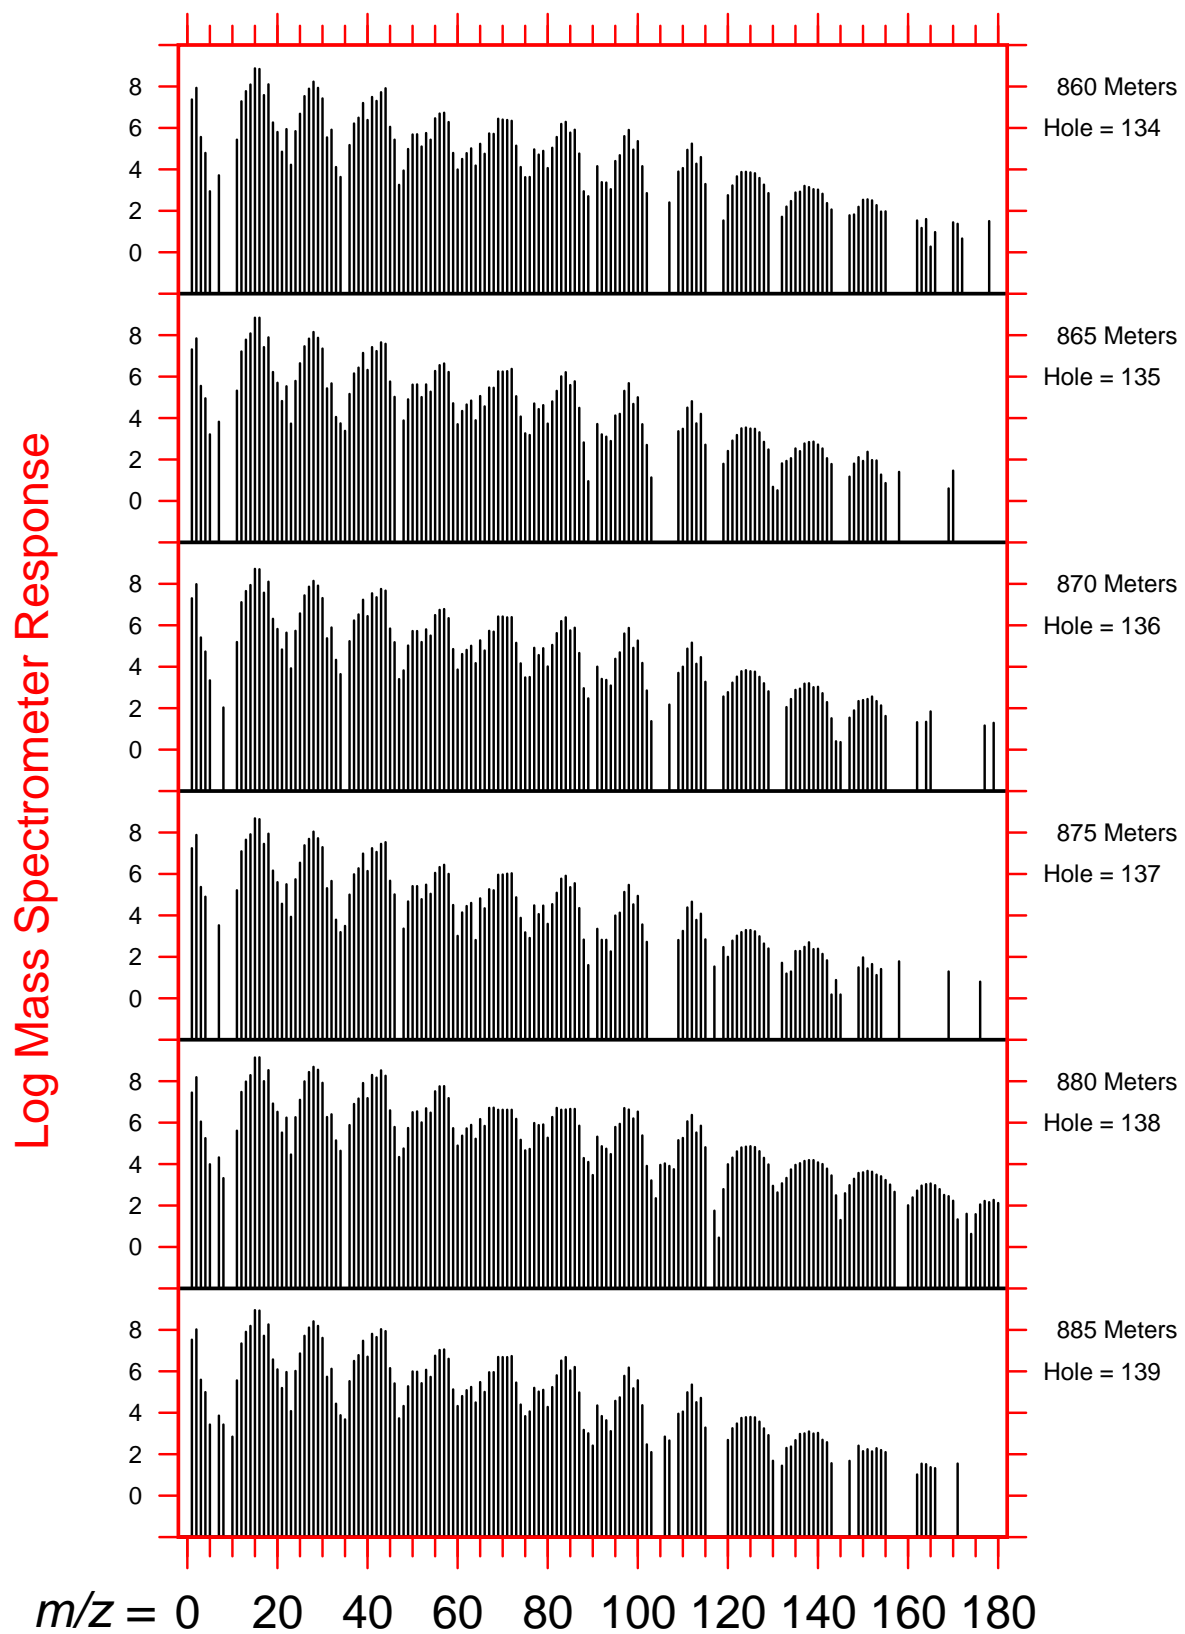 8
6
4
2
0
860 Meters
Hole = 134
8
6
4
2
0
865 Meters
Hole = 135
8
6
4
2
0
870 Meters
Hole = 136
8
6
4
2
0
875 Meters
Hole = 137
8
6
4
2
0
880 Meters
Hole = 138
8
6
4
2
0
885 Meters
Hole = 139
Log Mass Spectrometer Response
m/z = 0 20 40 60 80 100 120 140 160 180